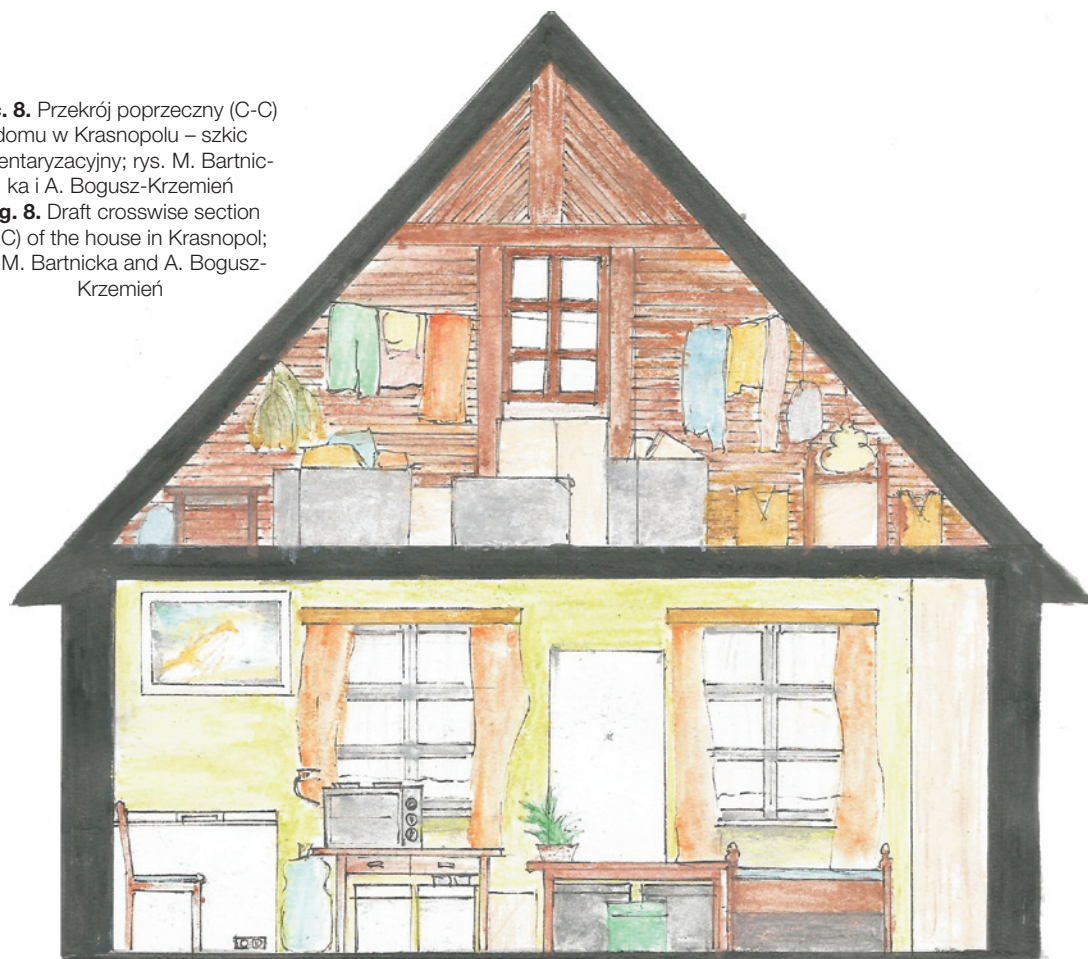 c. 8. Przekrój poprzeczny (C-C)
domu w Krasnopolu – szkic
entaryzacyjny; rys. M. Bartnic-
ka i A. Bogusz-Krzemień
g. 8. Draft crosswise section
C) of the house in Krasnopol;
M. Bartnicka and A. Bogusz-
Krzemień